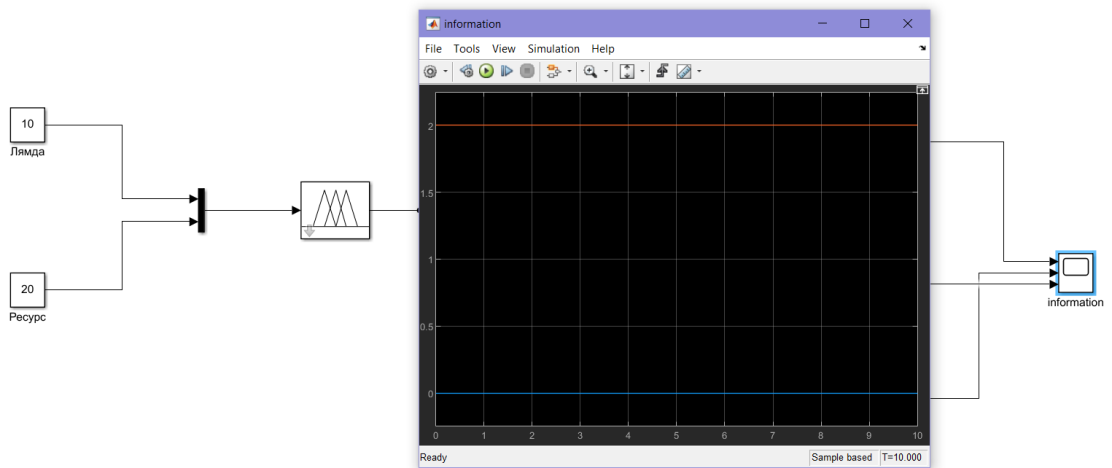 information
File Tools View Simulation Help
10
Лямда
20
Ресурс
2
1.5
1
0.5
0
0 1 2 3 4 5 6 7 8 9 10
Ready Sample based T=10.000
information